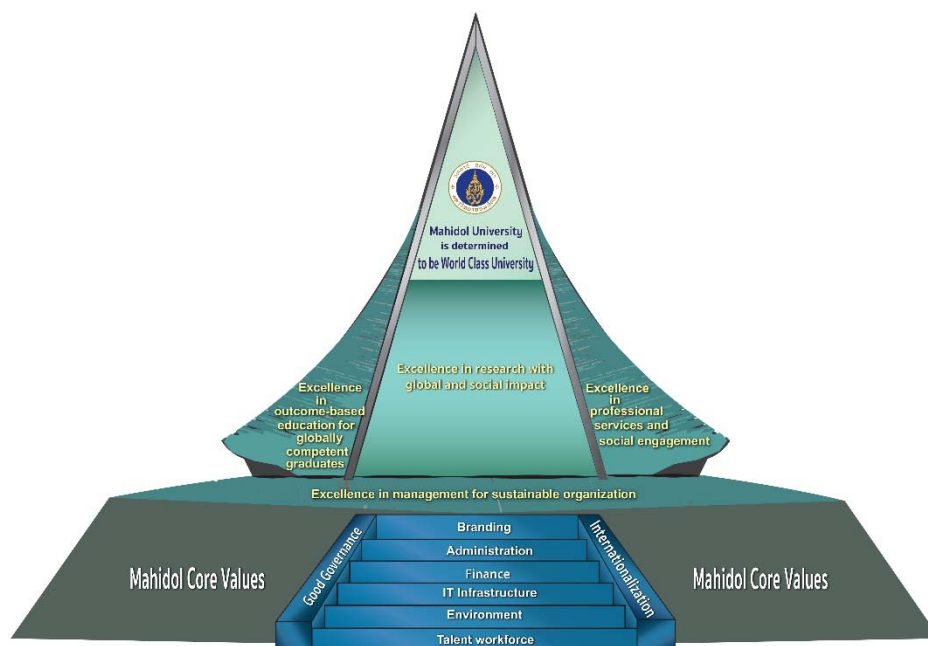 Mahidol University
is determined
to be World Class University
Excellence in research with
global and social impact
Excellence
in
outcome-based
education for
globally
competent
graduates
Excellence
in
professional
services and
social engagement
Excellence in management for sustainable organization
Good Governance
Branding
Administration
Finance
IT Infrastructure
Environment
Talent workforce
Internationalization
Mahidol Core Values
Mahidol Core Values